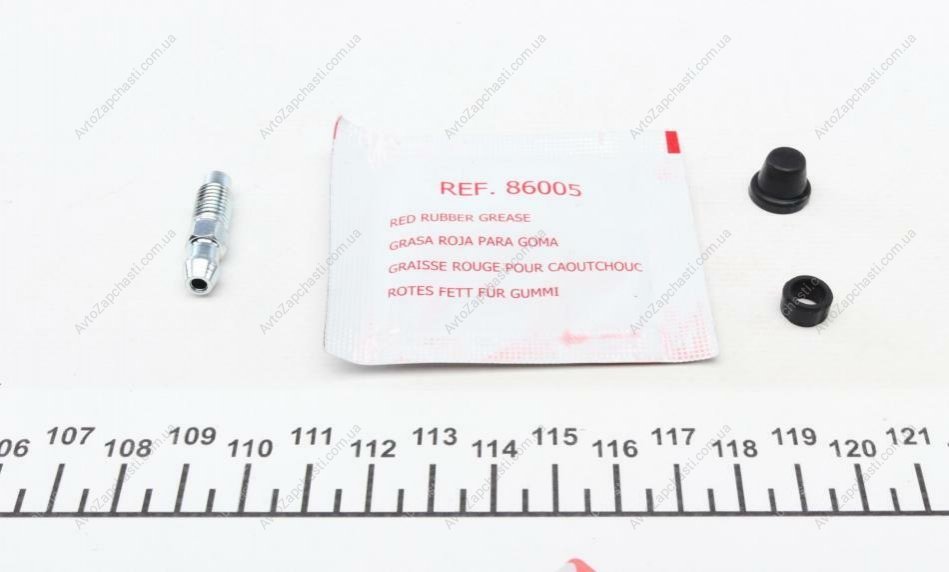 REF. 86005
RED RUBBER GREASE
GRASA ROJA PARA GOMA
GRAISSE ROUGE POUR CAOUTCHOUC
ROTES FETT FÜR GUMMI
06 107 108 109 110 111 112 113 114 115 116 117 118 119 120 121
AvtoZapchasti.com.ua